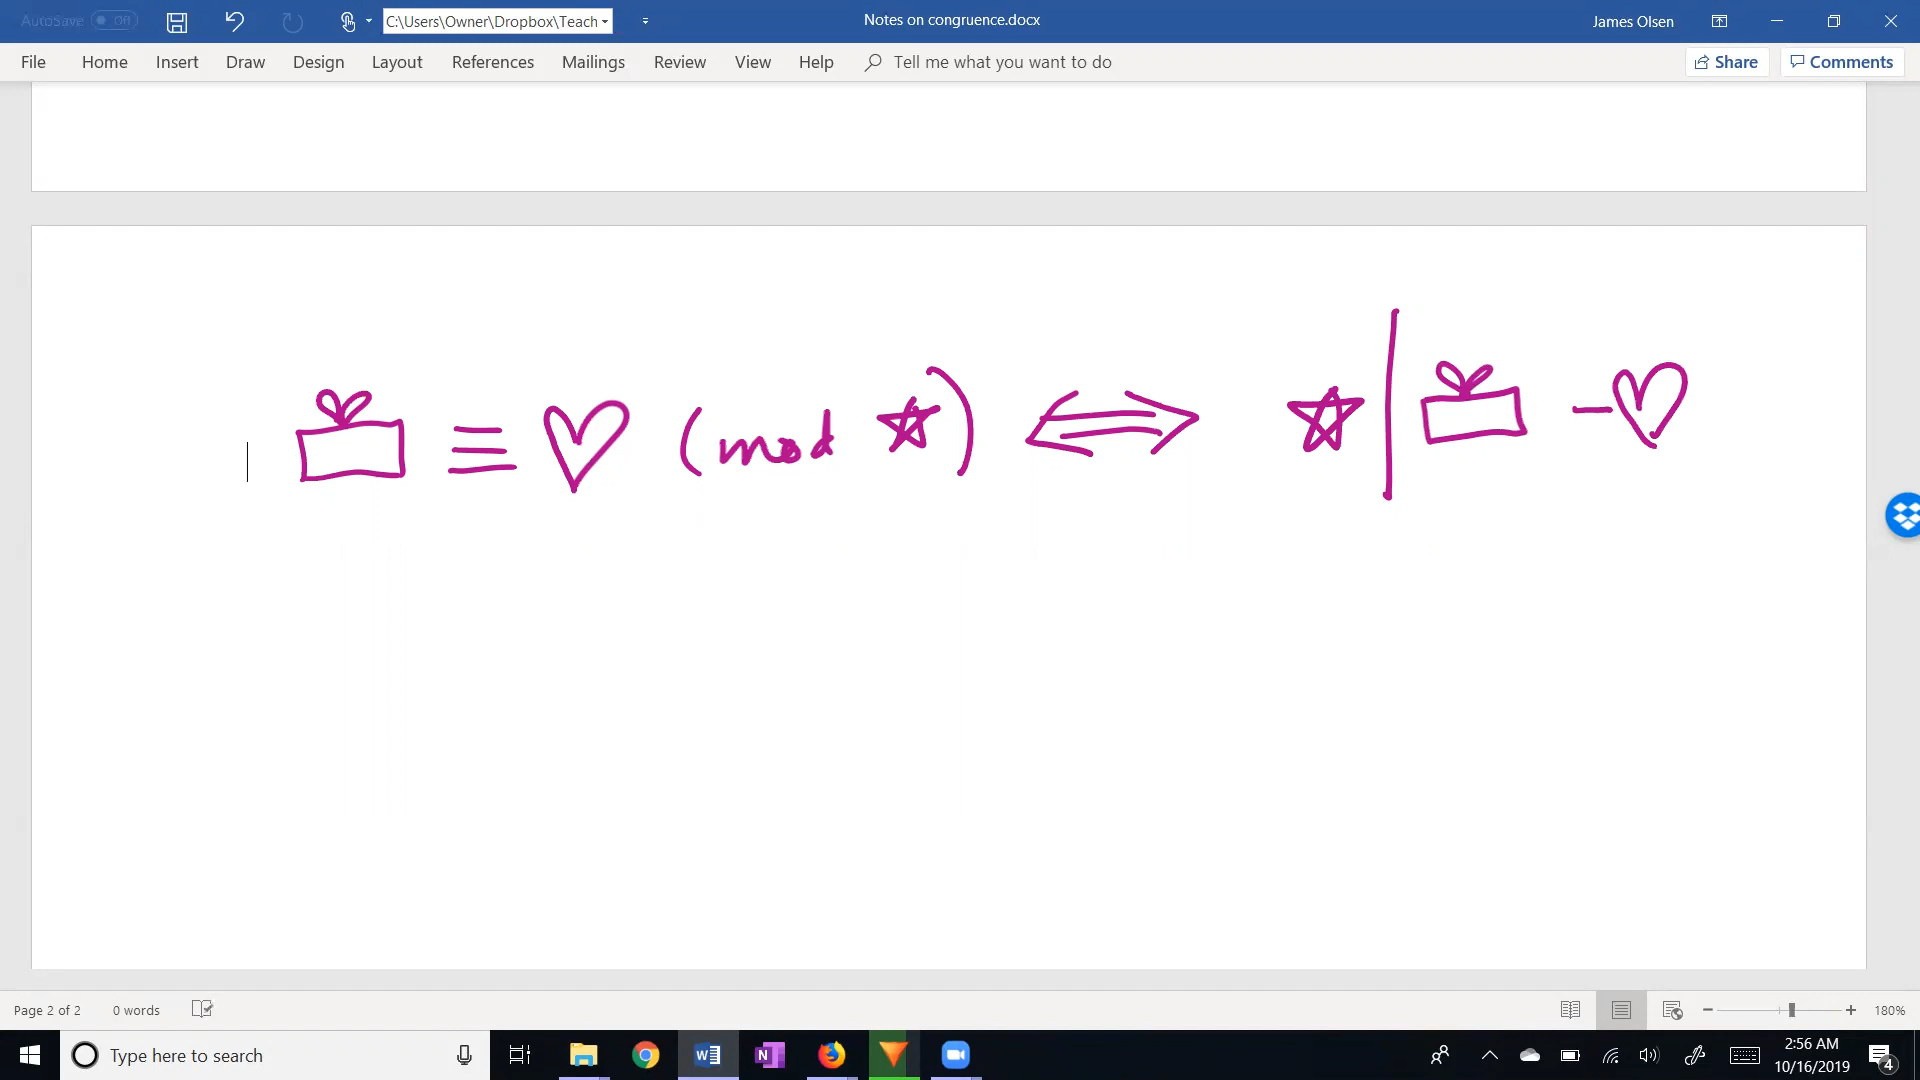 AutoSave Off C:\Users\Owner\Dropbox\Teach Notes on congruence.docx James Olsen
File Home Insert Draw Design Layout References Mailings Review View Help Tell me what you want to do Share Comments
≡ (mod ) ⇔ | -
Page 2 of 2 0 words 180%
Type here to search 2:56 AM
10/16/2019 4